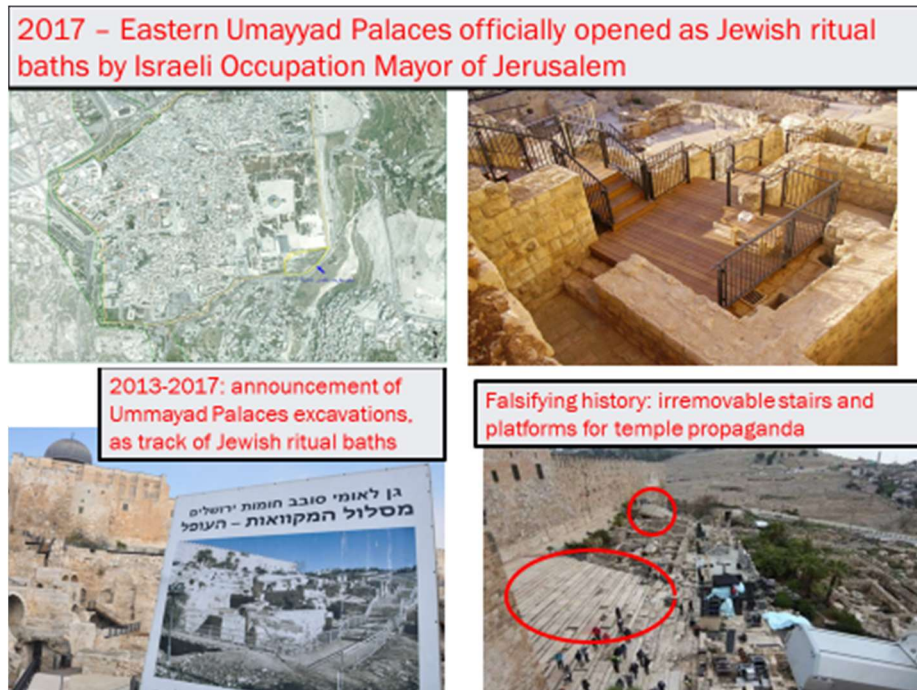 2017 – Eastern Umayyad Palaces officially opened as Jewish ritual
baths by Israeli Occupation Mayor of Jerusalem
2013-2017: announcement of
Ummayad Palaces excavations,
as track of Jewish ritual baths
Falsifying history: irremovable stairs and
platforms for temple propaganda
גן לאומי סובב חומות ירושלים
מסלול המקוואות – העופל